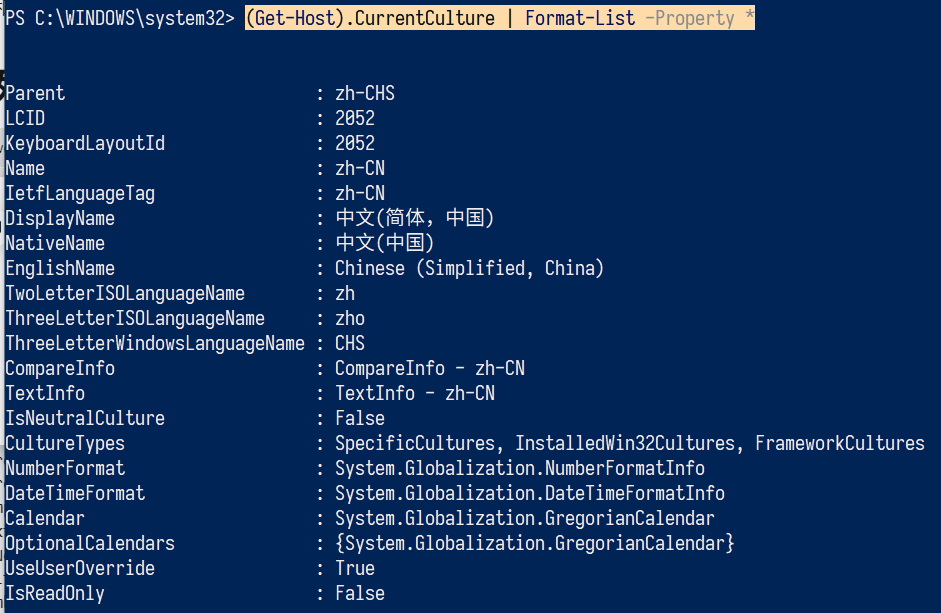 PS C:\WINDOWS\system32> (Get-Host).CurrentCulture | Format-List -Property *
Parent : zh-CHS
LCID : 2052
KeyboardLayoutId : 2052
Name : zh-CN
IetfLanguageTag : zh-CN
DisplayName : 中文(简体，中国)
NativeName : 中文(中国)
EnglishName : Chinese (Simplified, China)
TwoLetterISOLanguageName : zh
ThreeLetterISOLanguageName : zho
ThreeLetterWindowsLanguageName : CHS
CompareInfo : CompareInfo - zh-CN
TextInfo : TextInfo - zh-CN
IsNeutralCulture : False
CultureTypes : SpecificCultures, InstalledWin32Cultures, FrameworkCultures
NumberFormat : System.Globalization.NumberFormatInfo
DateTimeFormat : System.Globalization.DateTimeFormatInfo
Calendar : System.Globalization.GregorianCalendar
OptionalCalendars : {System.Globalization.GregorianCalendar}
UseUserOverride : True
IsReadOnly : False